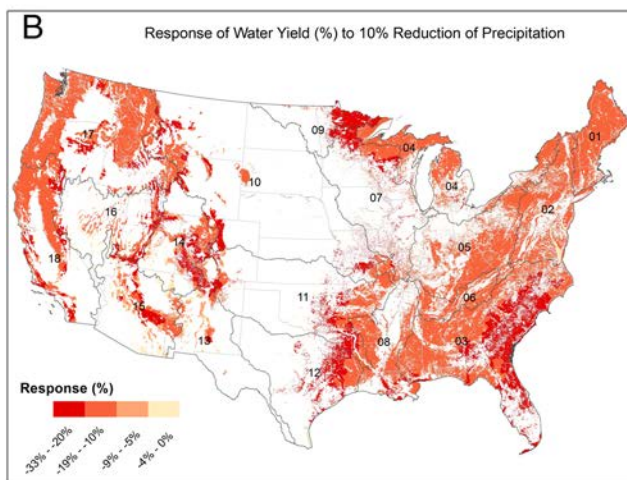 B
Response of Water Yield (%) to 10% Reduction of Precipitation
09
01
17
04
10
04
07
02
16
05
14
18
11
06
15
08
03
13
12
Response (%)
-33% - -20%
-19% - -10%
-9% - -5%
-4% - 0%